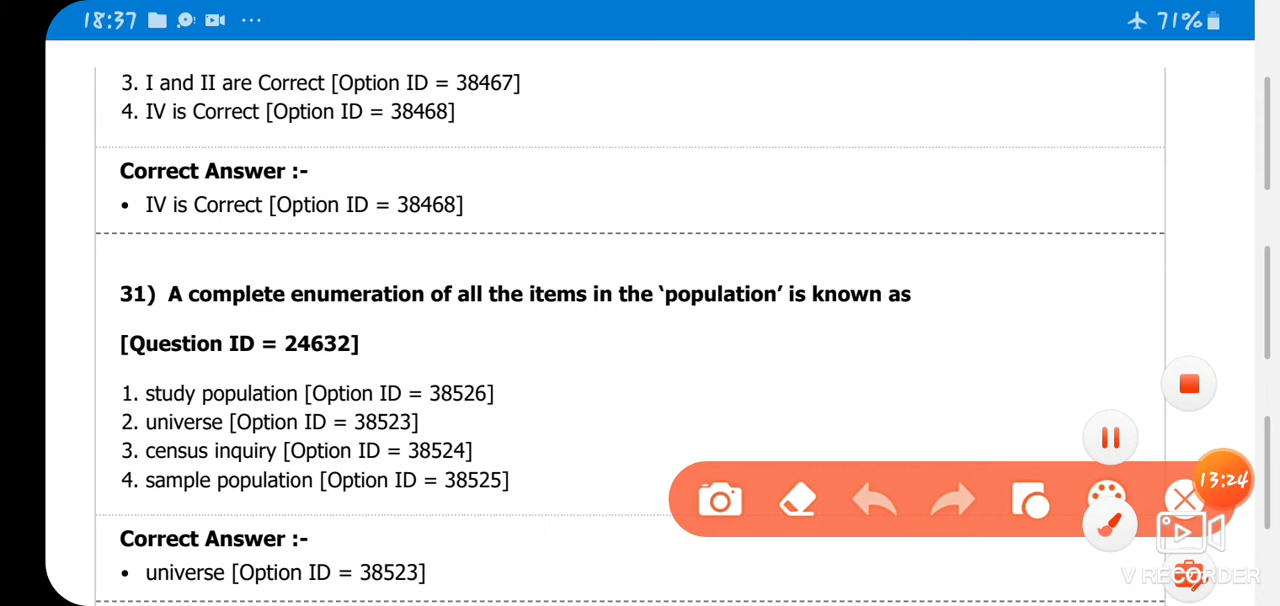 18:37 ··· 71%
3. I and II are Correct [Option ID = 38467]
4. IV is Correct [Option ID = 38468]
Correct Answer :-
• IV is Correct [Option ID = 38468]
31) A complete enumeration of all the items in the ‘population’ is known as
[Question ID = 24632]
1. study population [Option ID = 38526]
2. universe [Option ID = 38523]
3. census inquiry [Option ID = 38524]
4. sample population [Option ID = 38525]
13:24
Correct Answer :-
• universe [Option ID = 38523]
V RECORDER